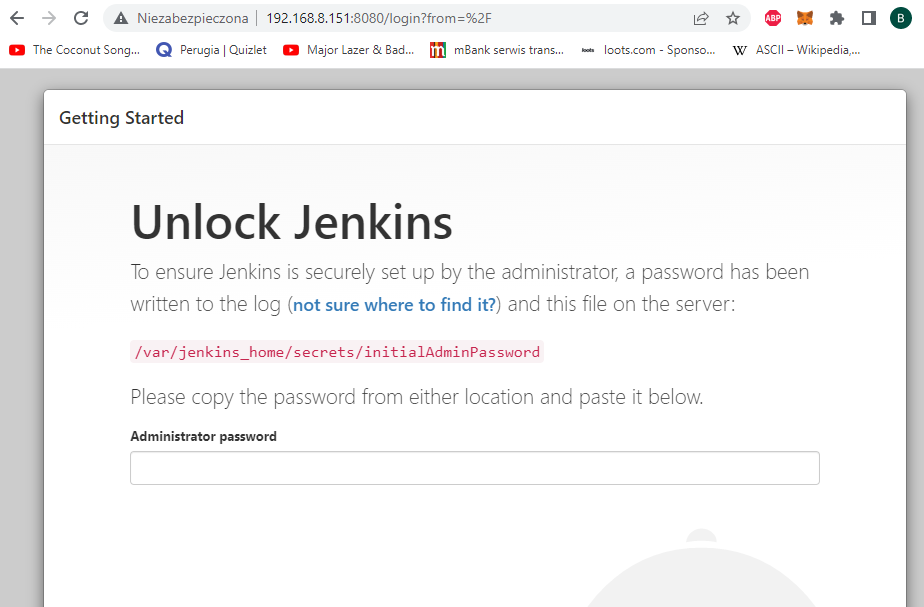 Niezabezpieczona 192.168.8.151:8080/login?from=%2F ABP B
The Coconut Song... Perugia | Quizlet Major Lazer & Bad... m mBank serwis trans... loots loots.com - Sponso... W ASCII – Wikipedia,...
Getting Started
Unlock Jenkins
To ensure Jenkins is securely set up by the administrator, a password has been
written to the log (not sure where to find it?) and this file on the server:
/var/jenkins_home/secrets/initialAdminPassword
Please copy the password from either location and paste it below.
Administrator password